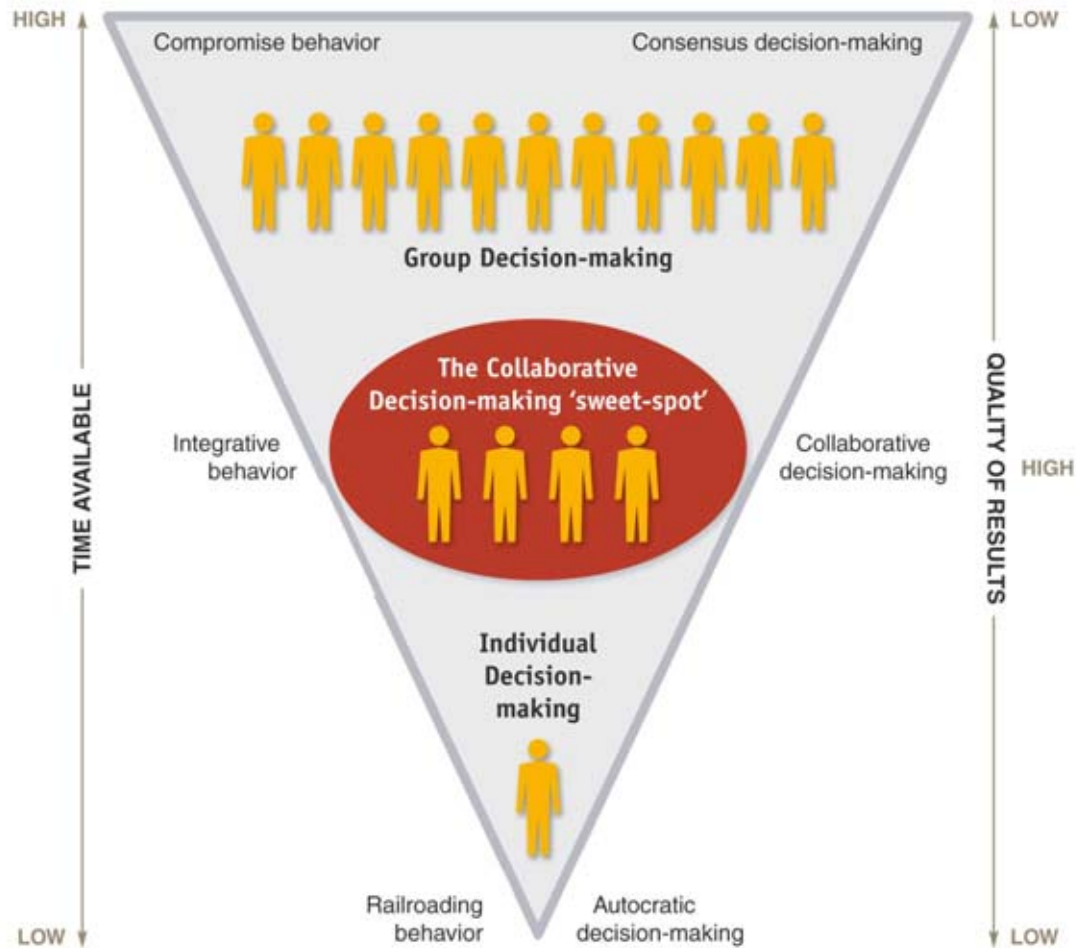 HIGH
LOW
Compromise behavior
Consensus decision-making
Group Decision-making
The Collaborative
Decision-making ‘sweet-spot’
TIME AVAILABLE
Integrative
behavior
Collaborative
decision-making
QUALITY OF RESULTS
HIGH
Individual
Decision-
making
Railroading
behavior
Autocratic
decision-making
LOW
LOW